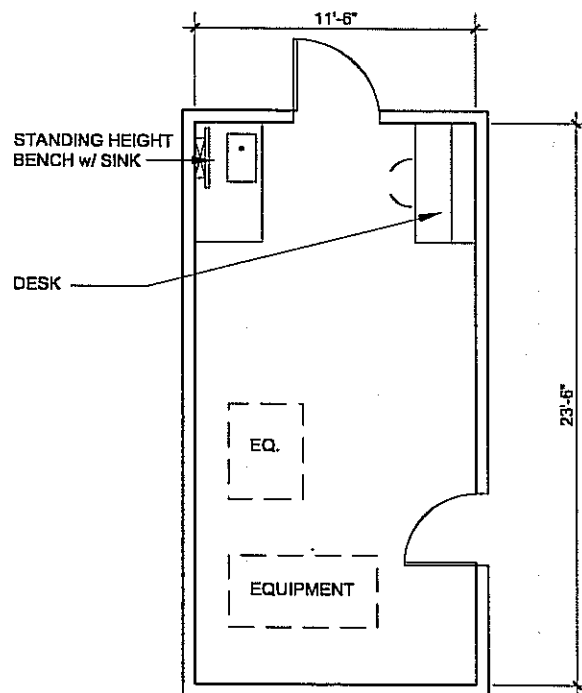 11'-6"
STANDING HEIGHT
BENCH w/ SINK
DESK
23'-6"
EQ.
EQUIPMENT